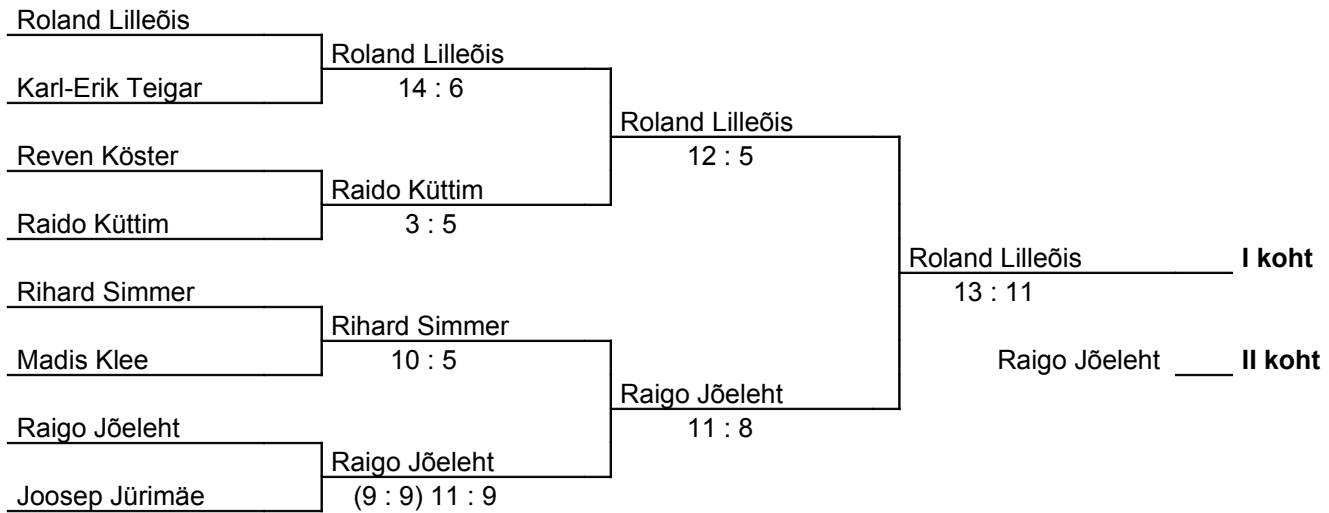 Roland Lilleõis
Roland Lilleõis
Karl-Erik Teigar
14 : 6
Roland Lilleõis
Reven Köster
12 : 5
Raido Küttim
Raido Küttim
3 : 5
Roland Lilleõis I koht
Rihard Simmer
13 : 11
Rihard Simmer
Madis Klee
10 : 5
Raigo Jõeleht II koht
Raigo Jõeleht
Raigo Jõeleht
11 : 8
Raigo Jõeleht
Joosep Jürimäe
(9 : 9) 11 : 9